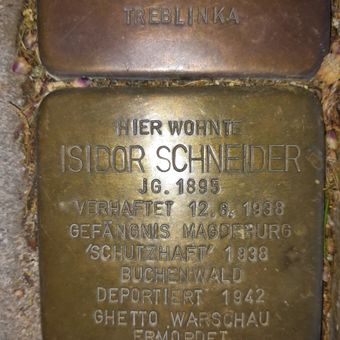 TREBLINKA
HIER WOHNTE
ISIDOR SCHNEIDER
JG. 1895
VERHAFTET 12.6.1938
GEFÄNGNIS MAGDEBURG
'SCHUTZHAFT' 1938
BUCHENWALD
DEPORTIERT 1942
GHETTO WARSCHAU
ERMORDET